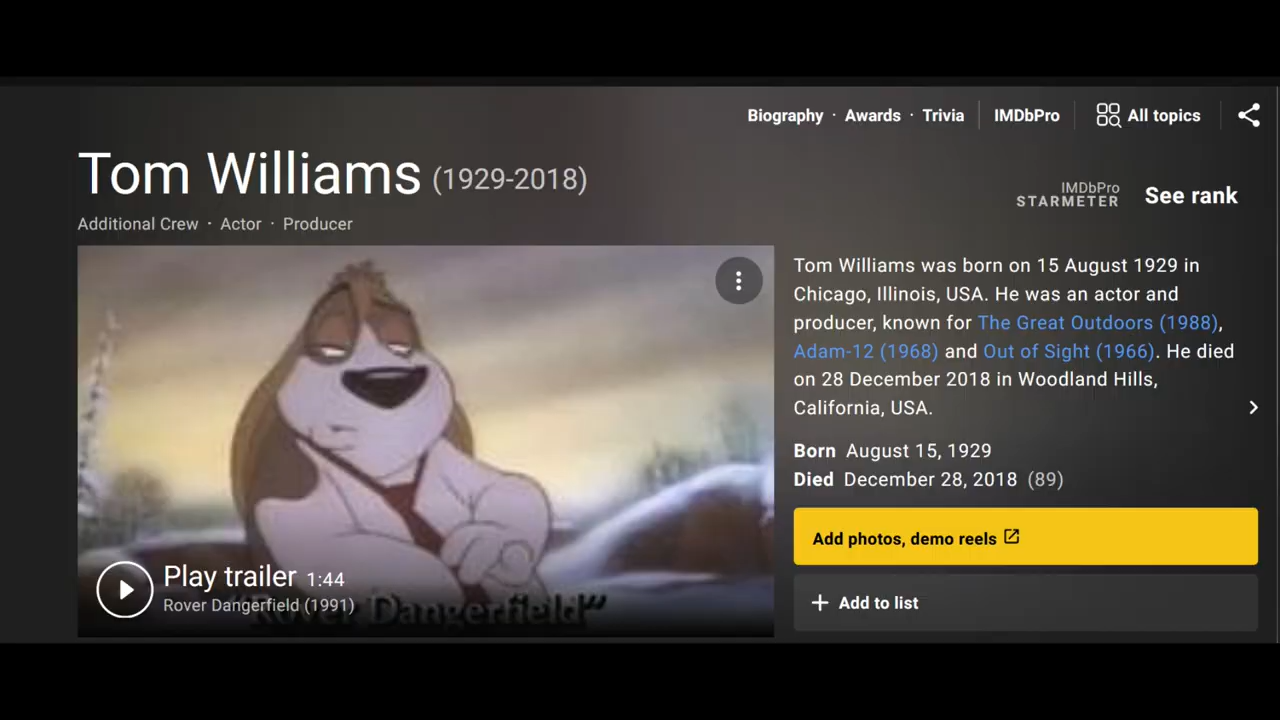 Biography · Awards · Trivia IMDbPro All topics
Tom Williams (1929-2018)
IMDbPro
STARMETER See rank
Additional Crew · Actor · Producer
Tom Williams was born on 15 August 1929 in
Chicago, Illinois, USA. He was an actor and
producer, known for The Great Outdoors (1988),
Adam-12 (1968) and Out of Sight (1966). He died
on 28 December 2018 in Woodland Hills,
California, USA.
Born August 15, 1929
Died December 28, 2018 (89)
Add photos, demo reels
Add to list
Play trailer 1:44
Rover Dangerfield (1991)
"Rover Dangerfield"